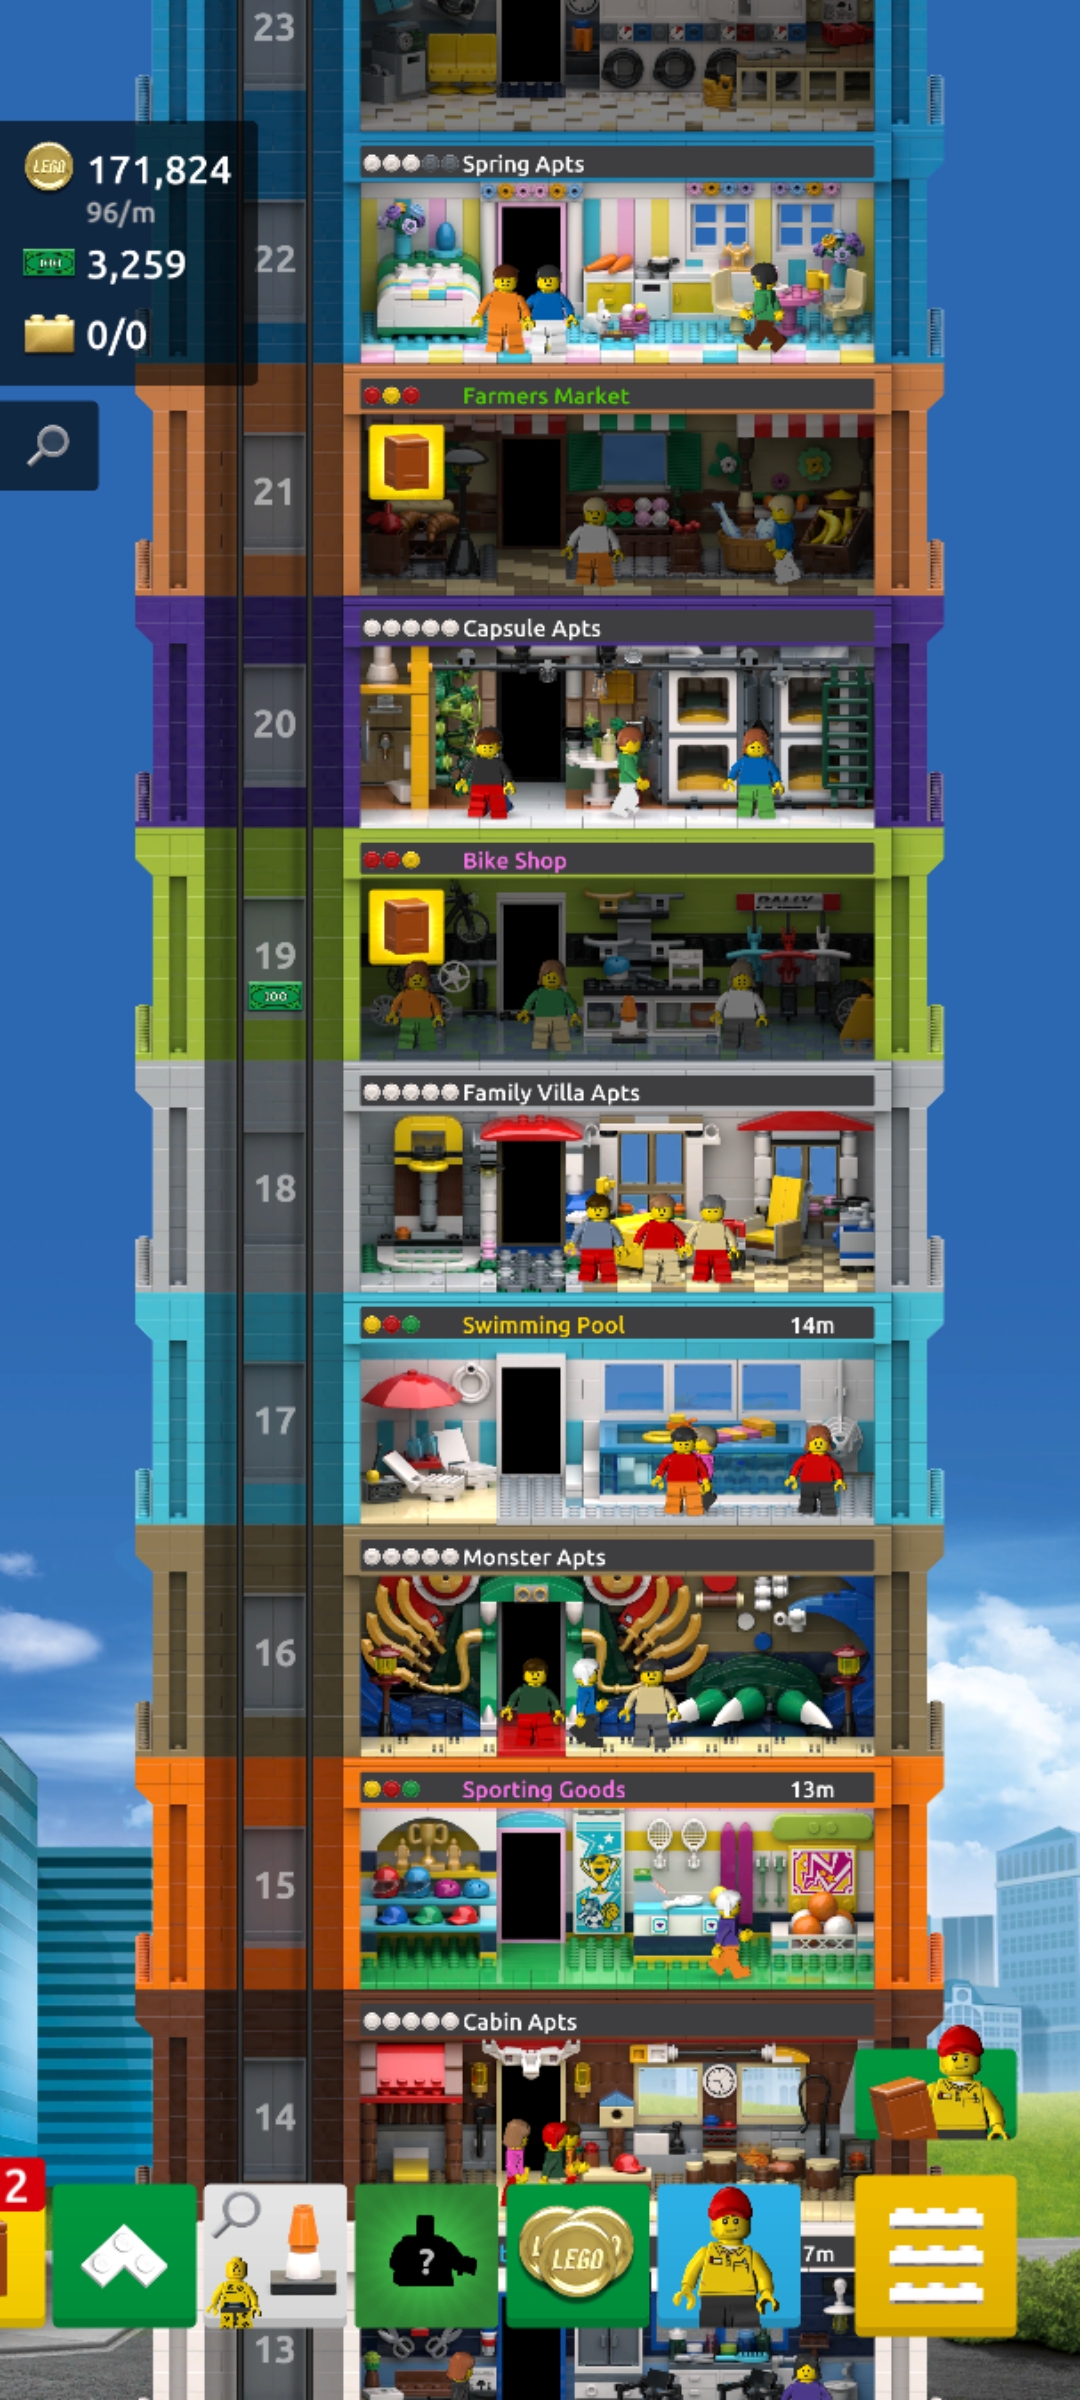 23
LEGO 171,824
96/m
3,259
0/0
Spring Apts
22
Farmers Market
21
Capsule Apts
20
Bike Shop
RALLY
19
100
Family Villa Apts
18
Swimming Pool 14m
17
Monster Apts
16
Sporting Goods 13m
N
15
Cabin Apts
14
2
?
LEGO
7m
13